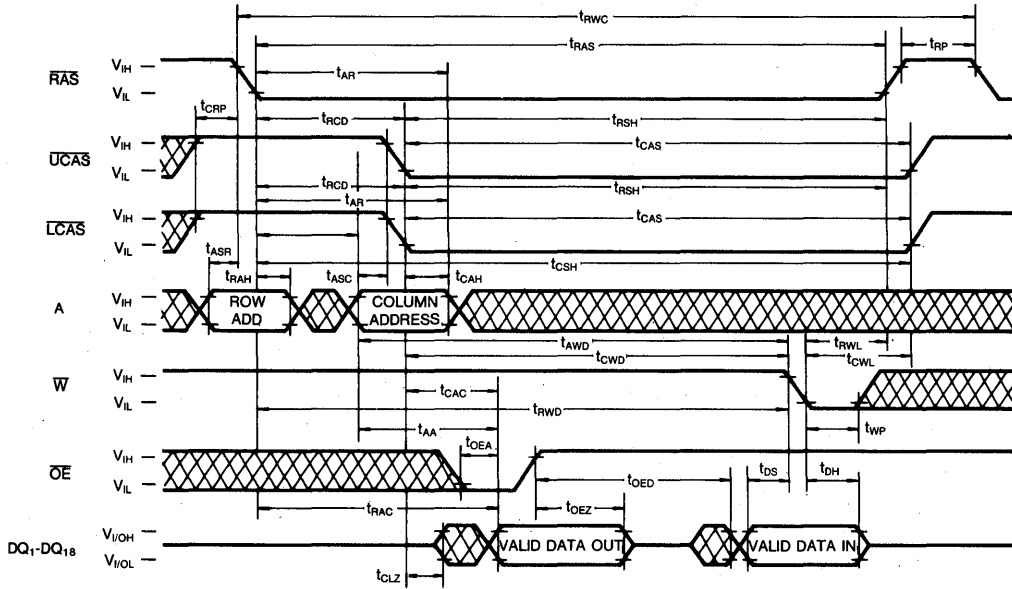 tRWC
tRAS
tRP
RAS
VIH
VIL
tAR
tCRP
tRCD
tRSH
UCAS
VIH
VIL
tCAS
tRCD
tRSH
tAR
LCAS
VIH
VIL
tCAS
tASR
tCSH
tRAH
tASC
tCAH
A
VIH
VIL
ROW
ADD
COLUMN
ADDRESS
tAWD
tRWL
tCWD
tCWL
W
VIH
VIL
tCAC
tRWD
tWP
tAA
tOEA
OE
VIH
VIL
tOED
tDS
tDH
tOEZ
tRAC
DQ1-DQ18
VI/OH
VI/OL
VALID DATA OUT
VALID DATA IN
tCLZ